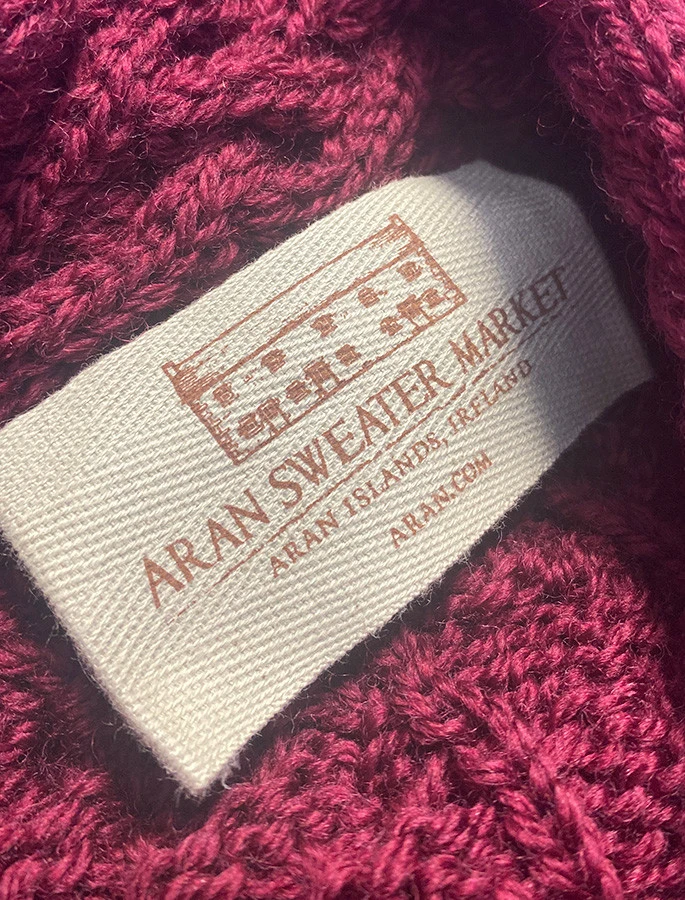 ARAN SWEATER MARKET
ARAN ISLANDS, IRELAND
ARAN.COM